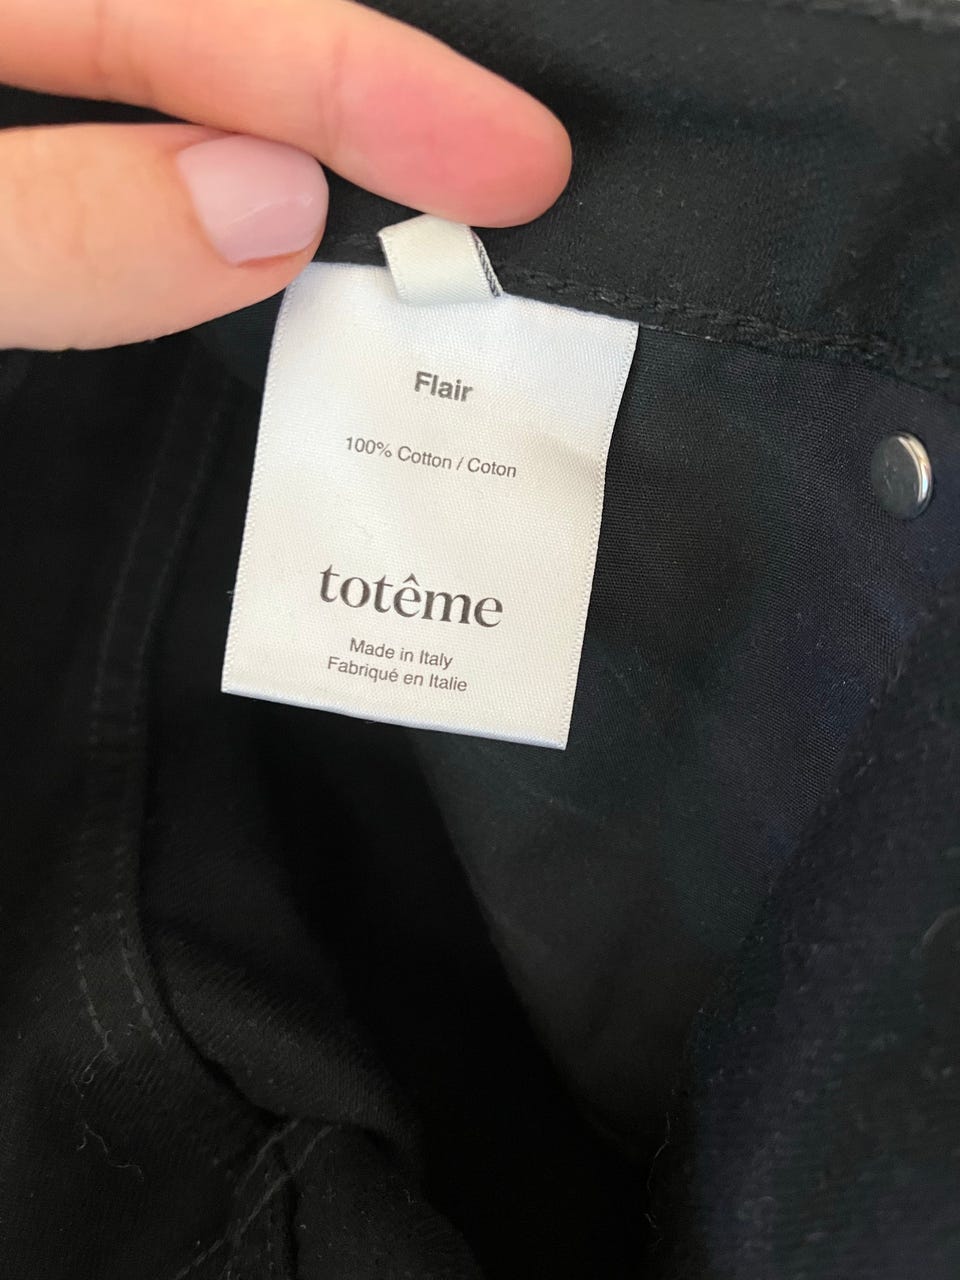 Flair
100% Cotton / Coton
totême
Made in Italy
Fabriqué en Italie